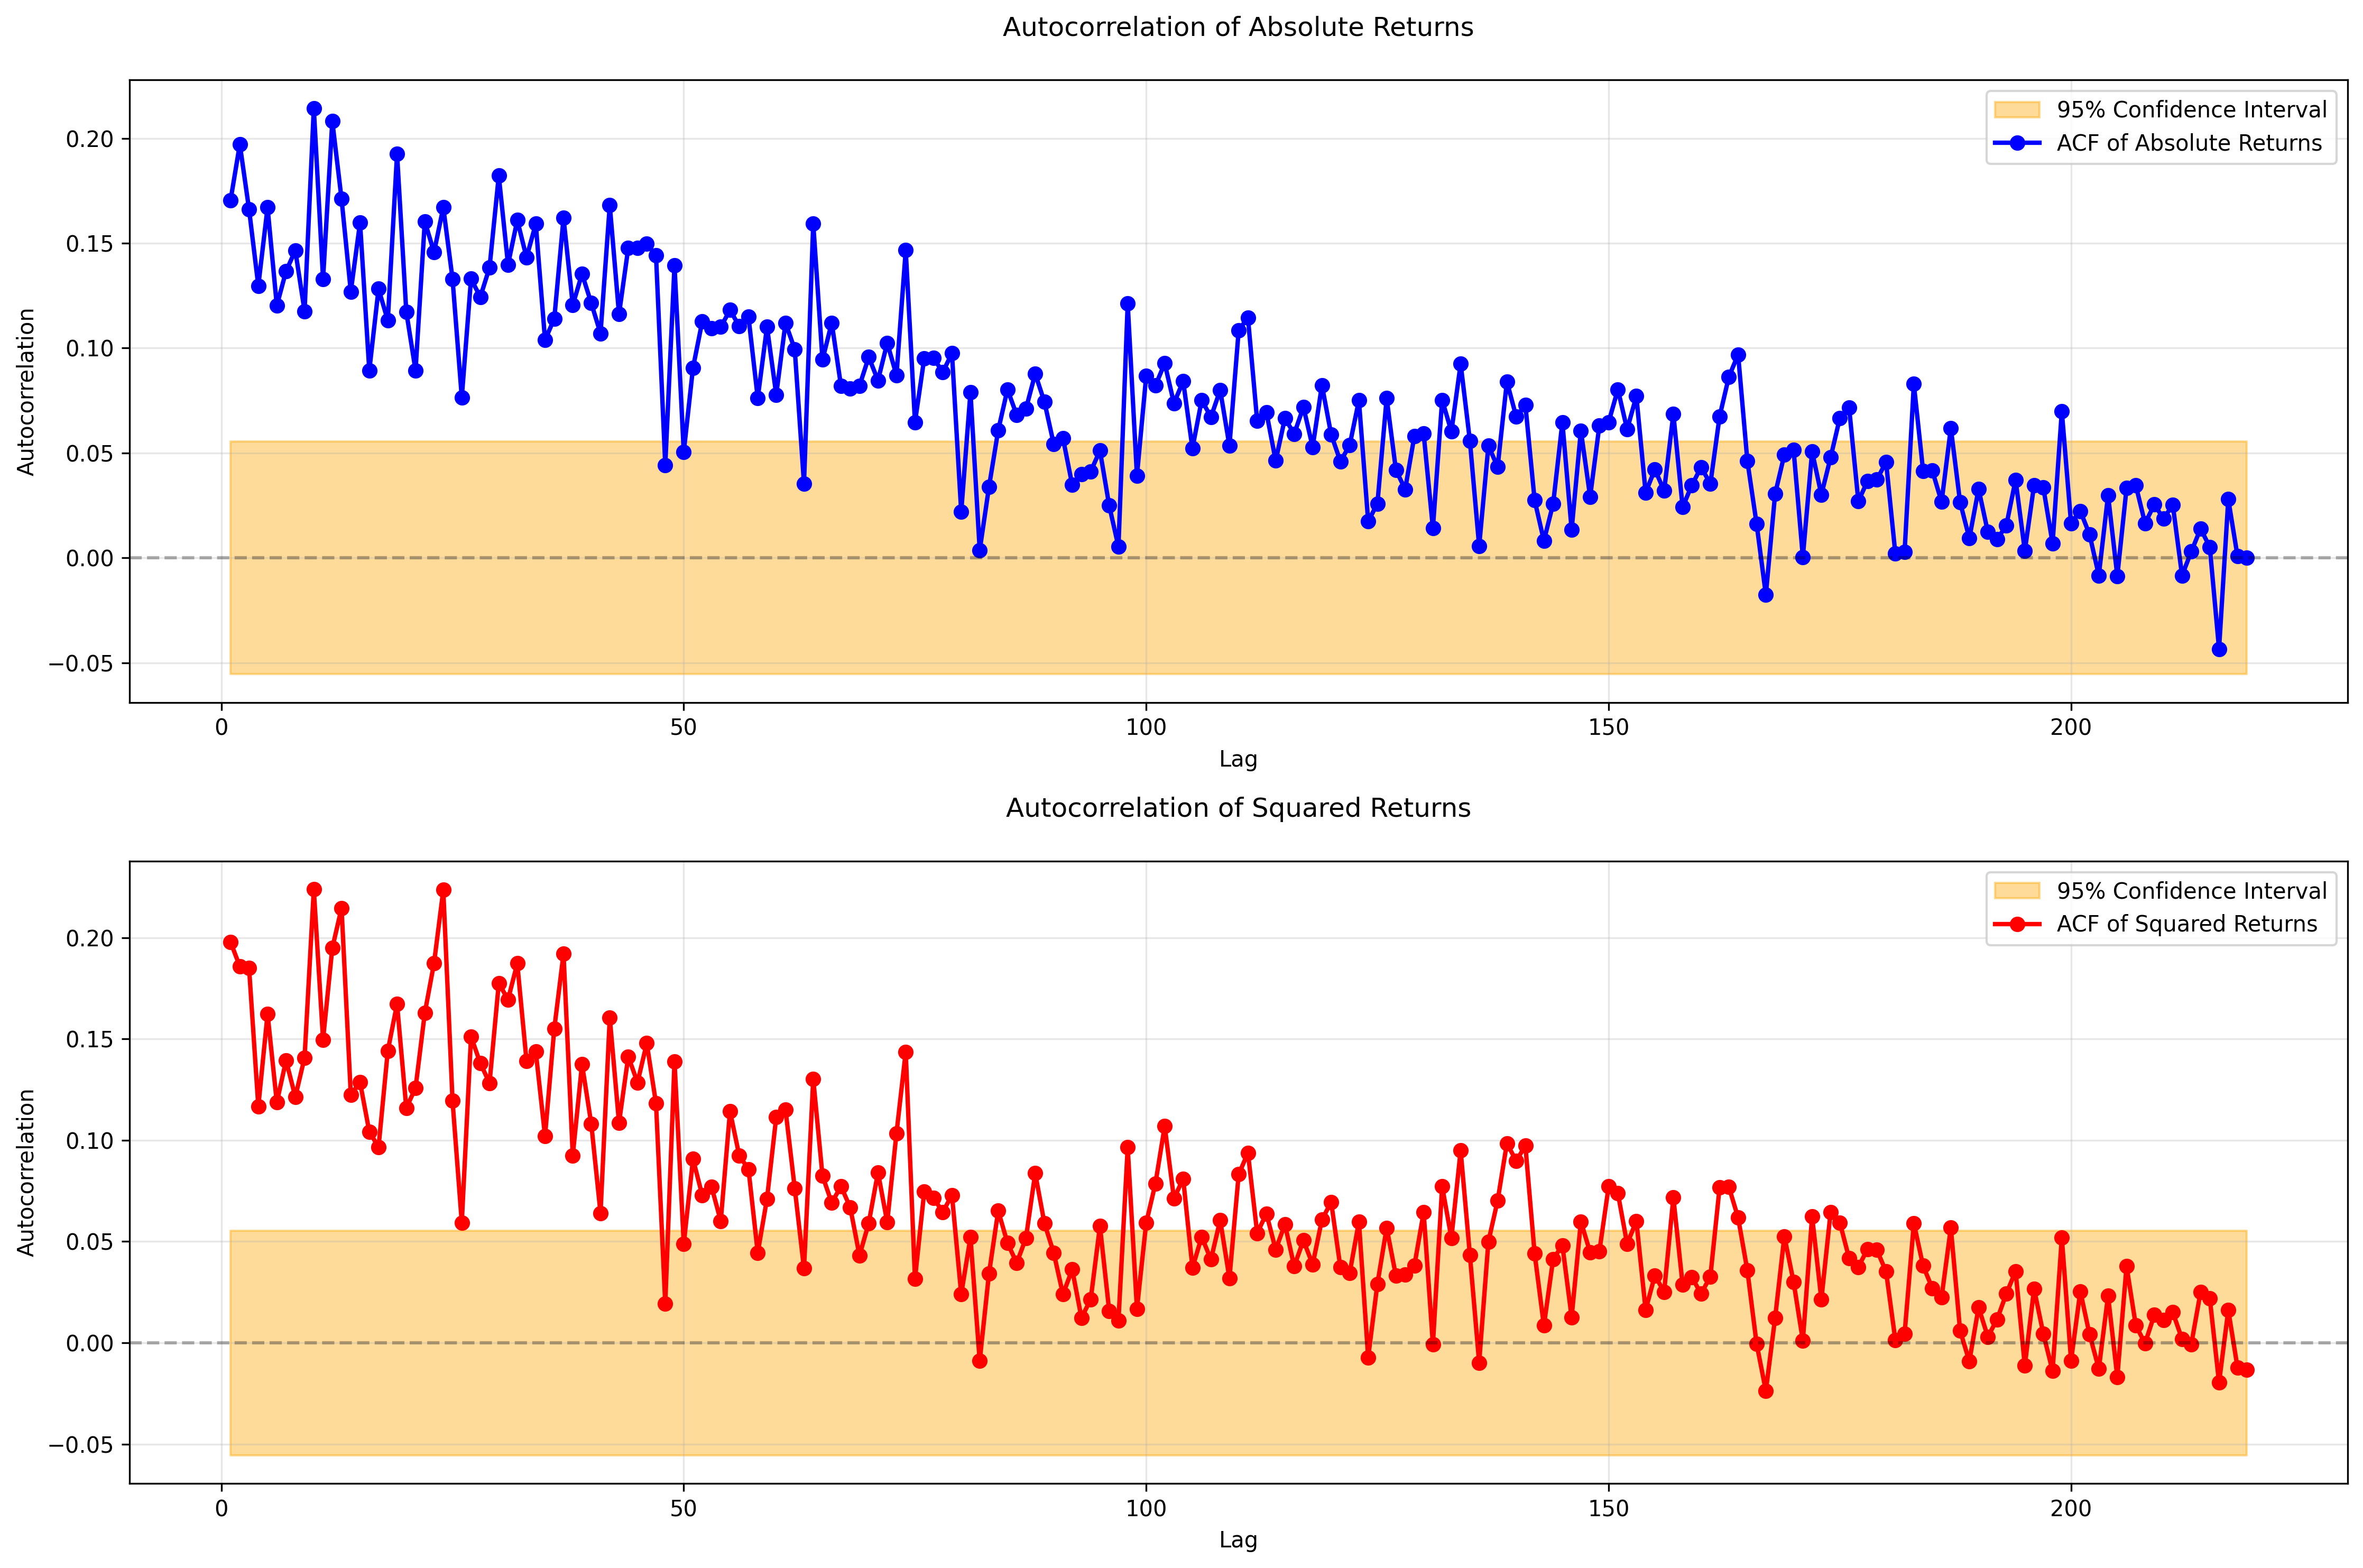 Autocorrelation of Absolute Returns
95% Confidence Interval
ACF of Absolute Returns
Autocorrelation
0.20
0.15
0.10
0.05
0.00
−0.05
0
50
100
150
200
Lag
Autocorrelation of Squared Returns
95% Confidence Interval
ACF of Squared Returns
Autocorrelation
0.20
0.15
0.10
0.05
0.00
−0.05
0
50
100
150
200
Lag